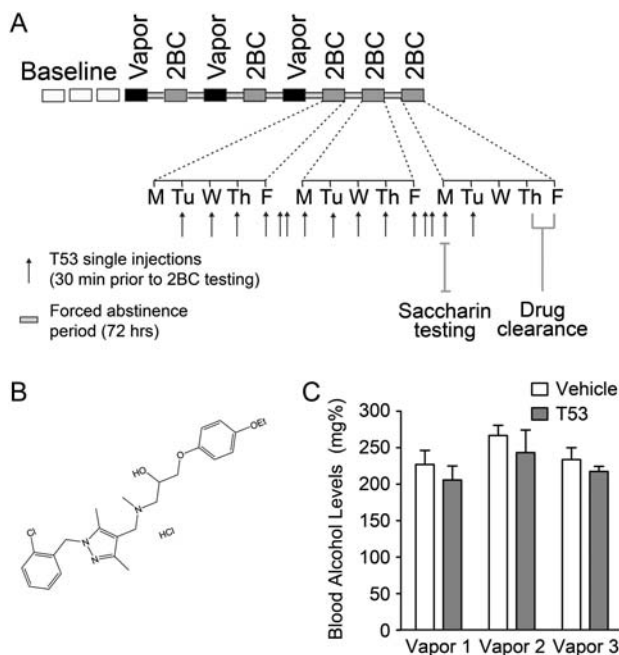 A
Baseline
Vapor
2BC
Vapor
2BC
Vapor
2BC
2BC
2BC
M Tu W Th F M Tu W Th F M Tu W Th F
T53 single injections
(30 min prior to 2BC testing)
Forced abstinence
period (72 hrs)
Saccharin
testing
Drug
clearance
B
OEt
O
HO
N
HCl
Cl
N
N
C
Vehicle
T53
Blood Alcohol Levels (mg%)
300
250
200
150
100
50
0
Vapor 1 Vapor 2 Vapor 3